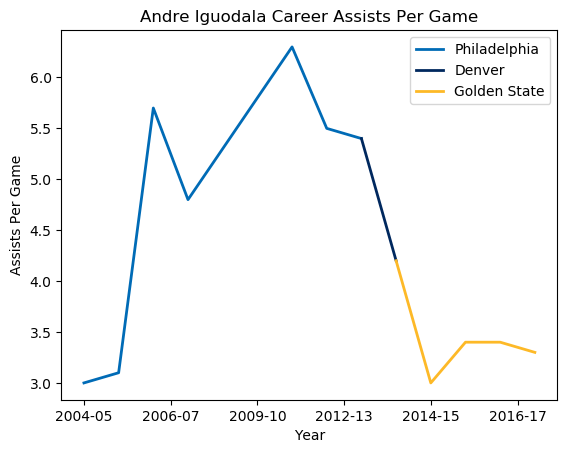 Andre Iguodala Career Assists Per Game
Philadelphia
Denver
Golden State
Assists Per Game
6.0
5.5
5.0
4.5
4.0
3.5
3.0
2004-05 2006-07 2009-10 2012-13 2014-15 2016-17
Year